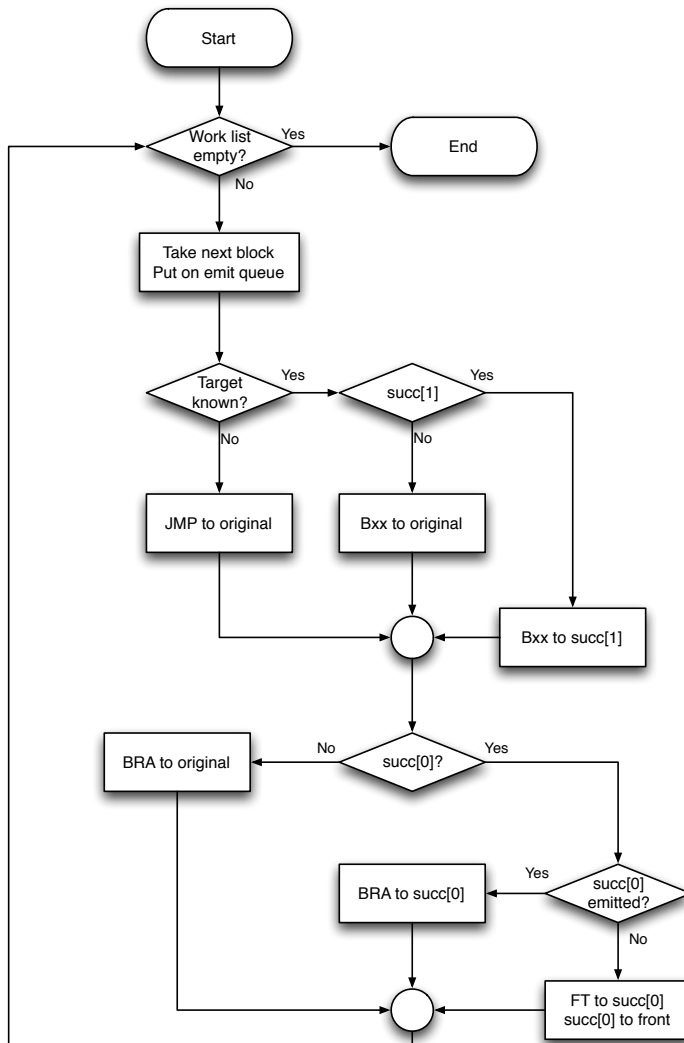 Start
Work list
empty?
Yes
End
No
Take next block
Put on emit queue
Target
known?
Yes
succ[1]
Yes
No
No
JMP to original
Bxx to original
Bxx to succ[1]
BRA to original
No
succ[0]?
Yes
BRA to succ[0]
Yes
succ[0]
emitted?
No
FT to succ[0]
succ[0] to front